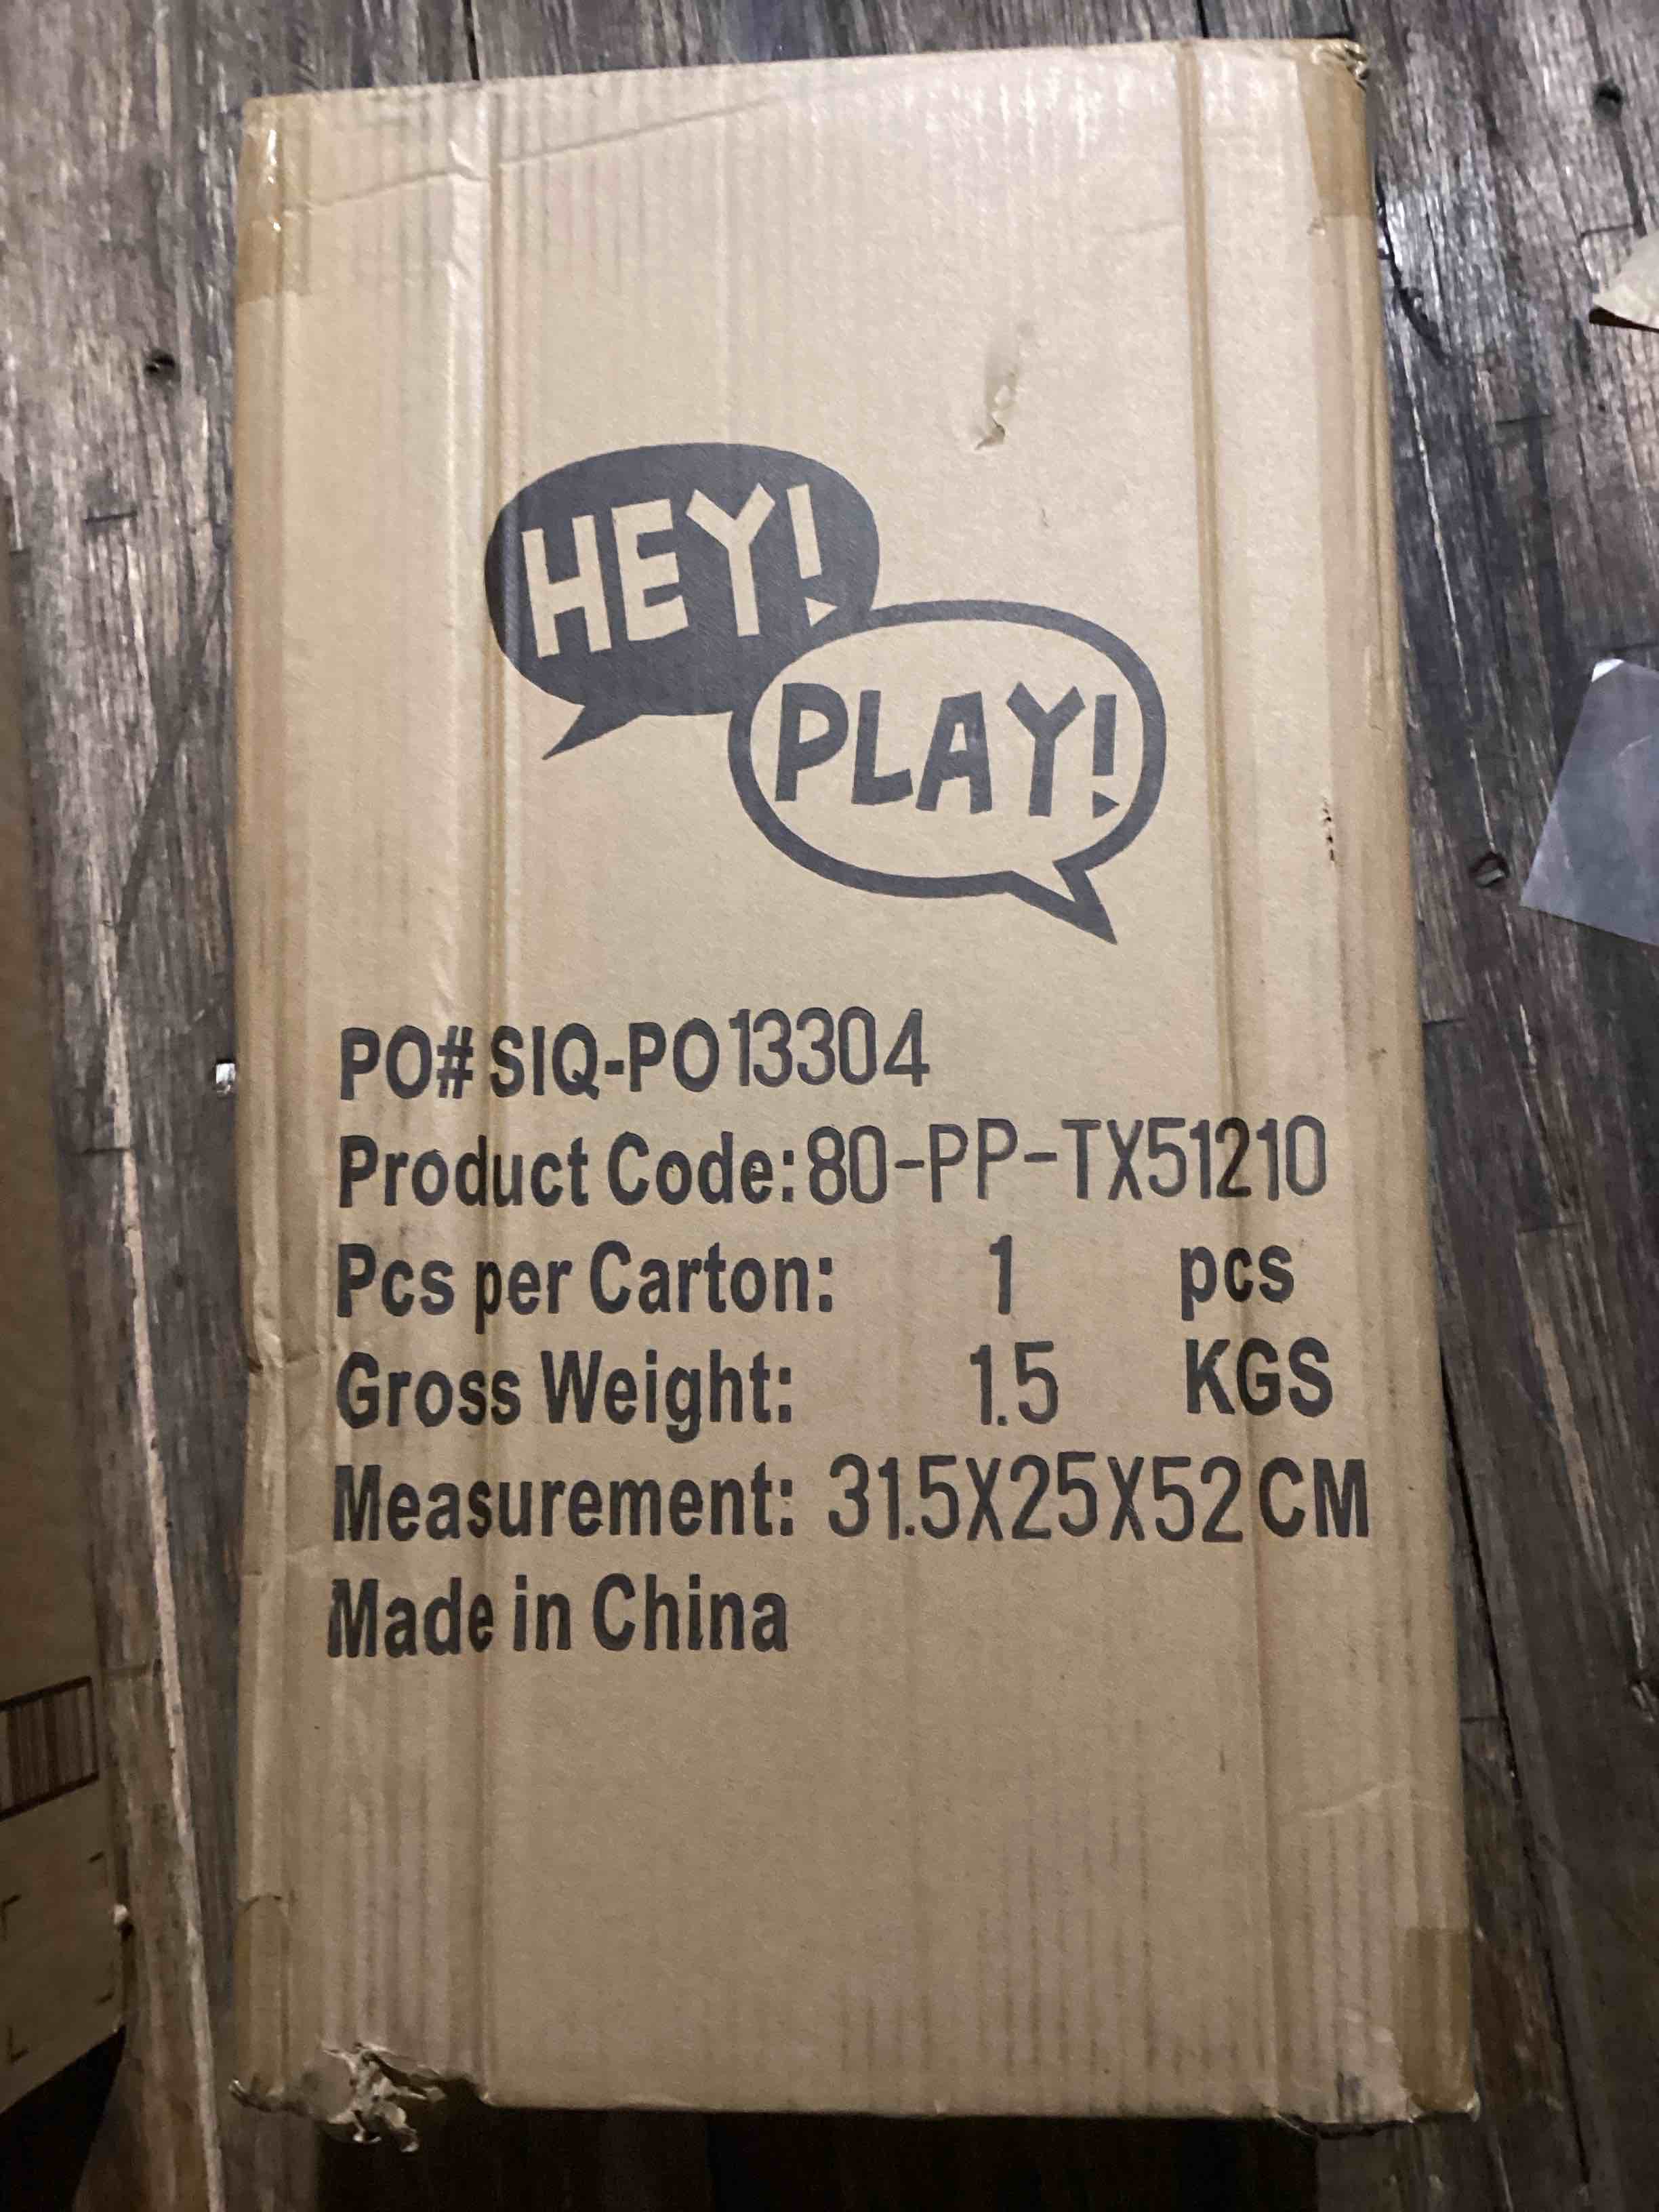 HEY!
PLAY!
PO# SIQ-PO13304
Product Code: 80-PP-TX51210
Pcs per Carton: 1 pcs
Gross Weight: 1.5 KGS
Measurement: 31.5X25X52 CM
Made in China